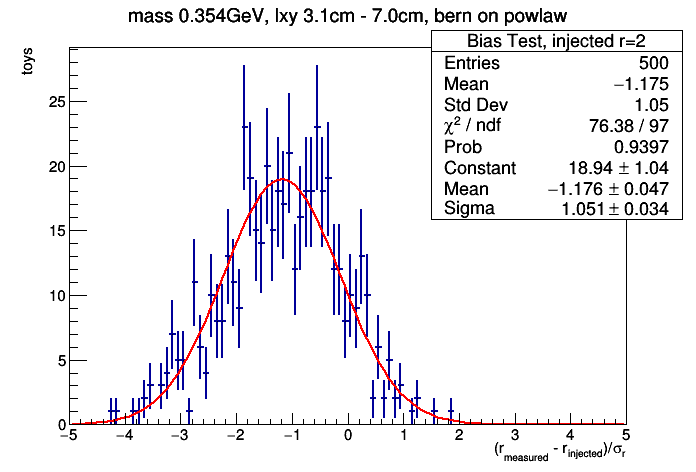 mass 0.354GeV, lxy 3.1cm - 7.0cm, bern on powlaw
Bias Test, injected r=2
Entries 500
Mean −1.175
Std Dev 1.05
χ² / ndf 76.38 / 97
Prob 0.9397
Constant 18.94 ± 1.04
Mean −1.176 ± 0.047
Sigma 1.051 ± 0.034
toys
25
20
15
10
5
0
−5 −4 −3 −2 −1 0 1 2 3 4 5
(r_measured - r_injected)/σ_r